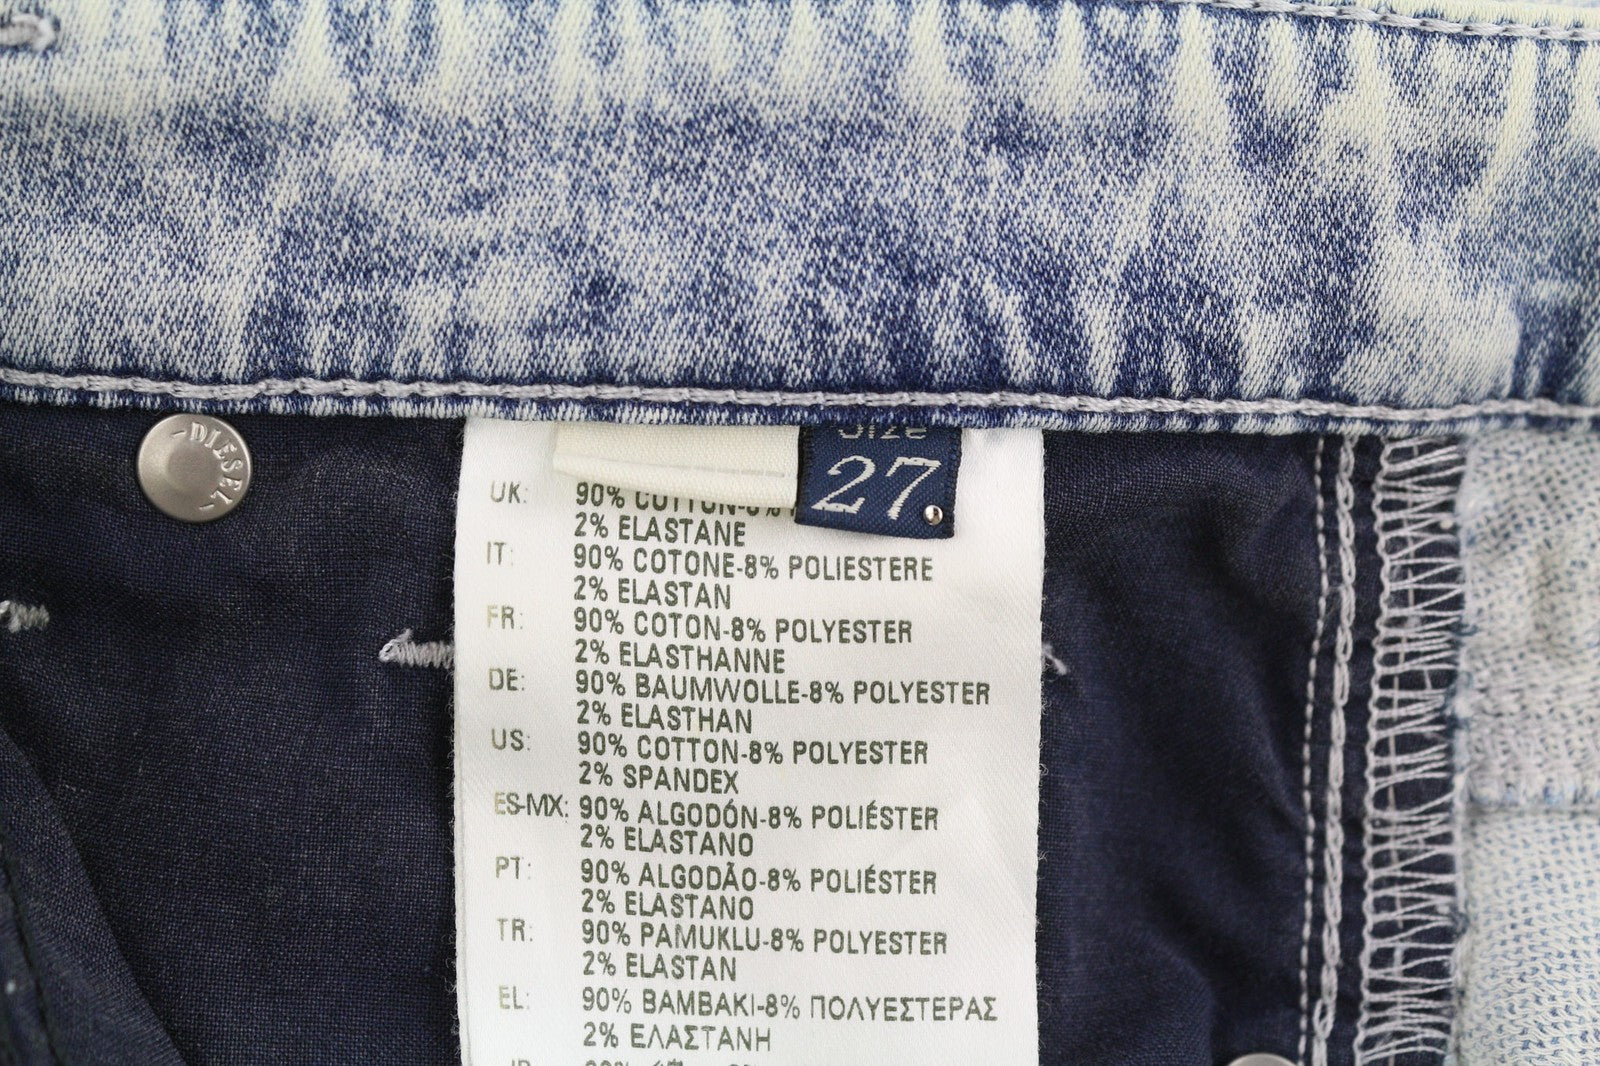 -DIESEL-
Size
27.
UK: 90% COTTON-8%
2% ELASTANE
IT: 90% COTONE-8% POLIESTERE
2% ELASTAN
FR: 90% COTON-8% POLYESTER
2% ELASTHANNE
DE: 90% BAUMWOLLE-8% POLYESTER
2% ELASTHAN
US: 90% COTTON-8% POLYESTER
2% SPANDEX
ES-MX: 90% ALGODÓN-8% POLIÉSTER
2% ELASTANO
PT: 90% ALGODÃO-8% POLIÉSTER
2% ELASTANO
TR: 90% PAMUKLU-8% POLYESTER
2% ELASTAN
EL: 90% ΒΑΜΒΑΚΙ-8% ΠΟΛΥΕΣΤΕΡΑΣ
2% ΕΛΑΣΤΑΝΗ